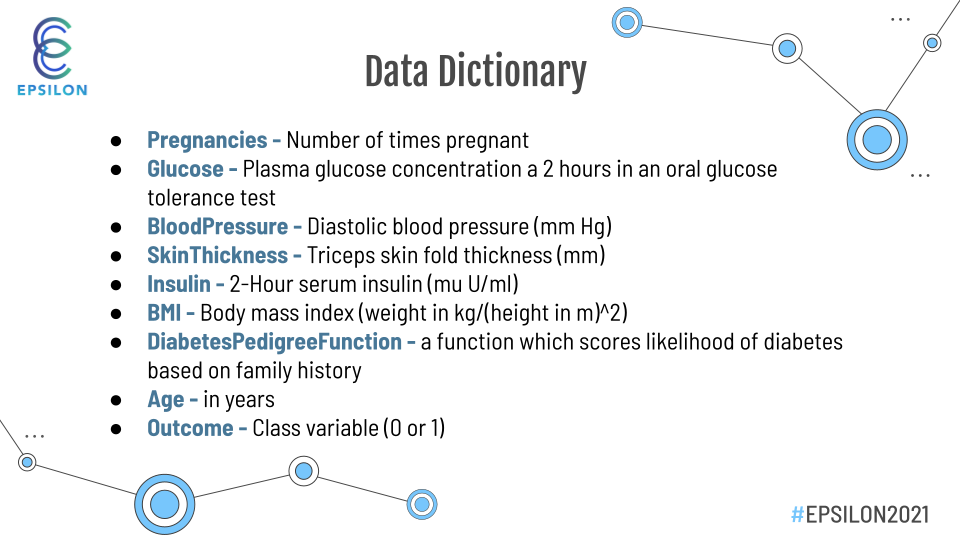 EPSILON
...
Data Dictionary
...
● Pregnancies - Number of times pregnant
● Glucose - Plasma glucose concentration a 2 hours in an oral glucose
tolerance test
● BloodPressure - Diastolic blood pressure (mm Hg)
● SkinThickness - Triceps skin fold thickness (mm)
● Insulin - 2-Hour serum insulin (mu U/ml)
● BMI - Body mass index (weight in kg/(height in m)^2)
● DiabetesPedigreeFunction - a function which scores likelihood of diabetes
based on family history
● Age - in years
● Outcome - Class variable (0 or 1)
...
#EPSILON2021